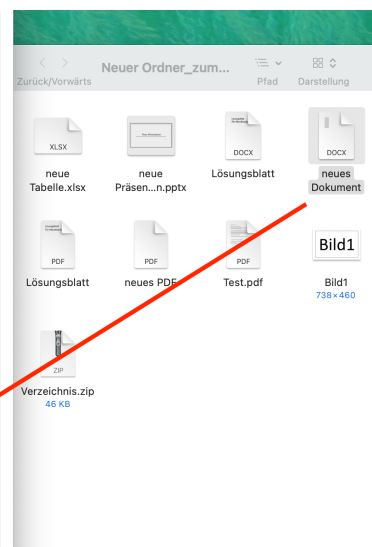 Neuer Ordner_zum...
Zurück/Vorwärts
Pfad
Darstellung
XLSX
DOCX
DOCX
neue
Tabelle.xlsx
neue
Präsen...n.pptx
Lösungsblatt
neues
Dokument
PDF
PDF
PDF
Bild1
Lösungsblatt
neues PDF
Test.pdf
Bild1
738×460
ZIP
Verzeichnis.zip
46 KB